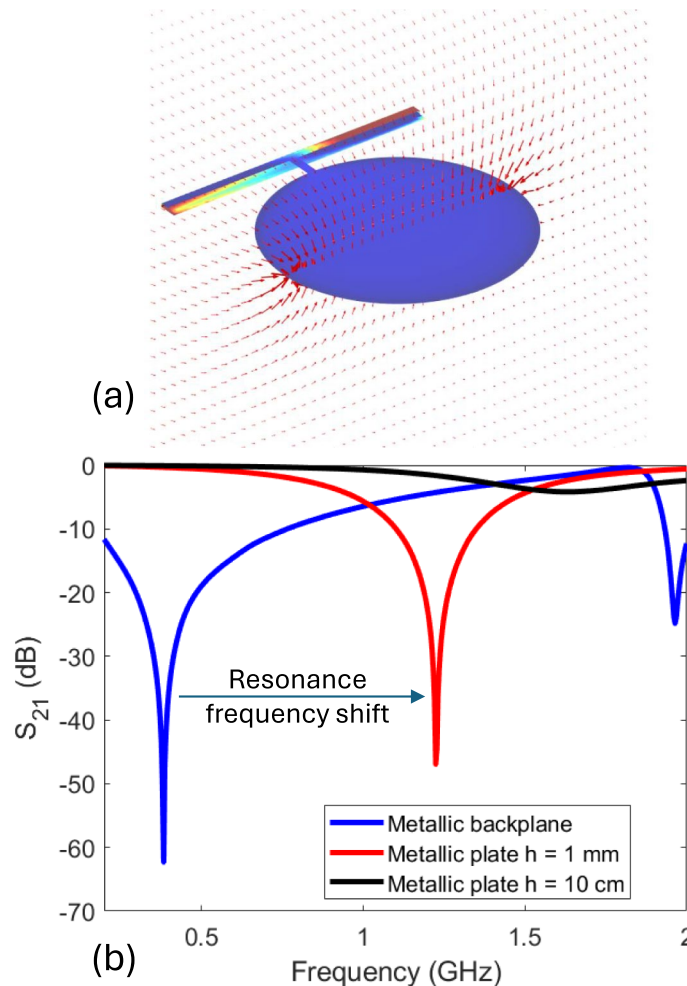 (a)
0
-10
-20
-30
-40
-50
-60
-70
S21 (dB)
Resonance
frequency shift
Metallic backplane
Metallic plate h = 1 mm
Metallic plate h = 10 cm
0.5
1
1.5
2
(b)
Frequency (GHz)